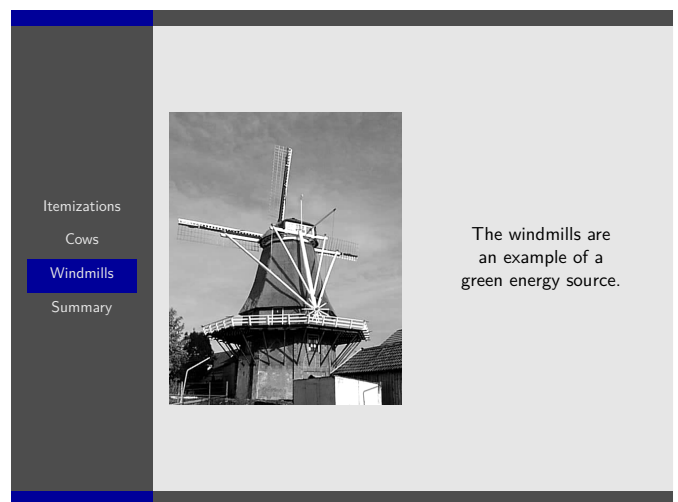 Itemizations
Cows
Windmills
Summary
The windmills are
an example of a
green energy source.